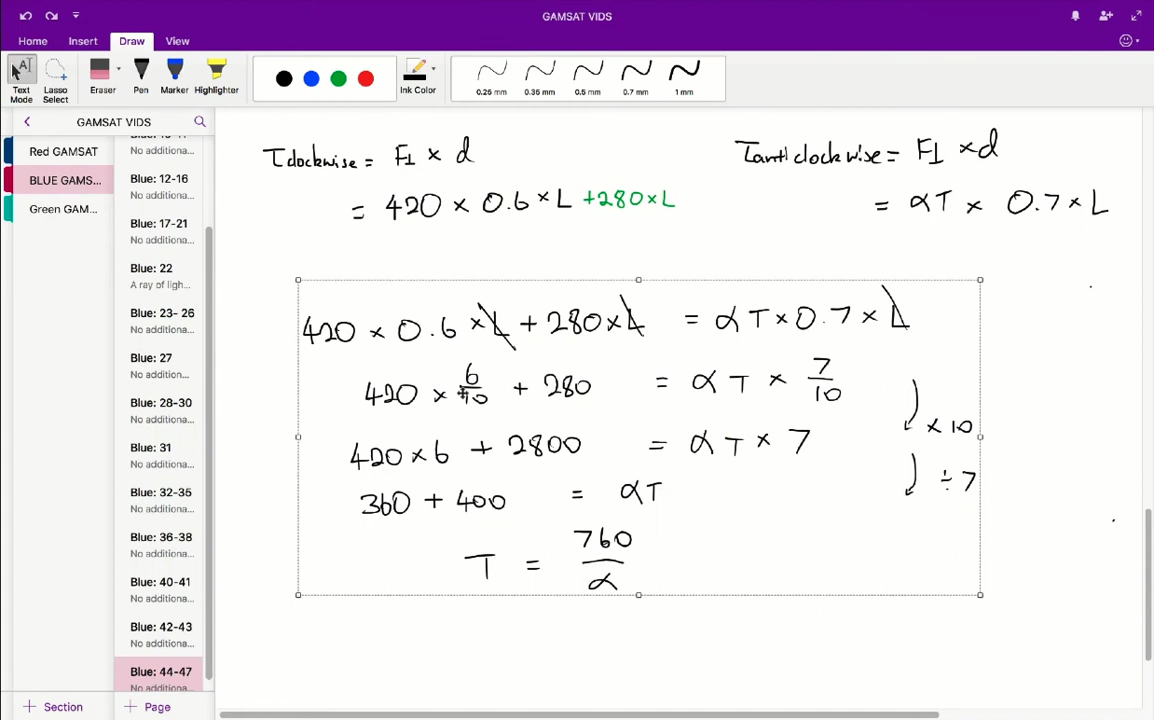 GAMSAT VIDS
Home Insert Draw View
Text Mode
Lasso Select
Eraser
Pen
Marker
Highlighter
Ink Color
0.25 mm 0.35 mm 0.5 mm 0.7 mm 1 mm
GAMSAT VIDS
Red GAMSAT
BLUE GAMS...
Green GAM...
No additiona...
Blue: 12-16
No additiona...
Blue: 17-21
No additiona...
Blue: 22
A ray of ligh...
Blue: 23- 26
No additiona...
Blue: 27
No addition...
Blue: 28-30
No additiona...
Blue: 31
No additiona...
Blue: 32-35
No additiona...
Blue: 36-38
No additiona...
Blue: 40-41
No additiona...
Blue: 42-43
No additiona...
Blue: 44-47
No additiona...
+ Section + Page
τclockwise = F⊥ × d
= 420 × 0.6 × L + 280 × L
τanticlockwise = F⊥ × d
= αT × 0.7 × L
420 × 0.6 × L + 280 × L = αT × 0.7 × L
420 × 6/10 + 280 = αT × 7/10
× 10
420 × 6 + 2800 = αT × 7
÷ 7
360 + 400 = αT
T = 760/α